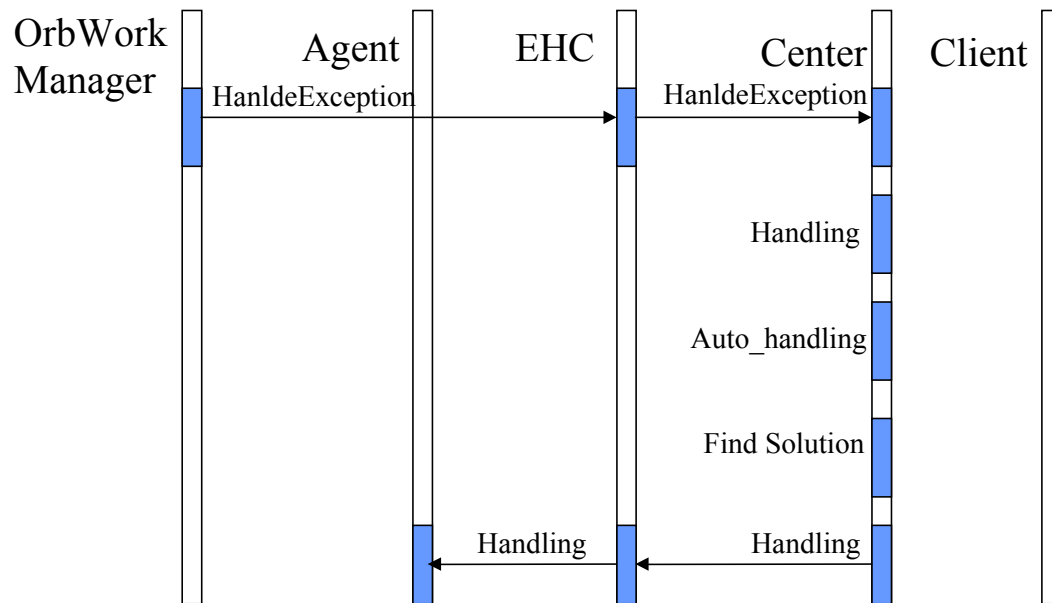 OrbWork
Manager
Agent
EHC
Center
Client
HanldeException
HanldeException
Handling
Auto_handling
Find Solution
Handling
Handling